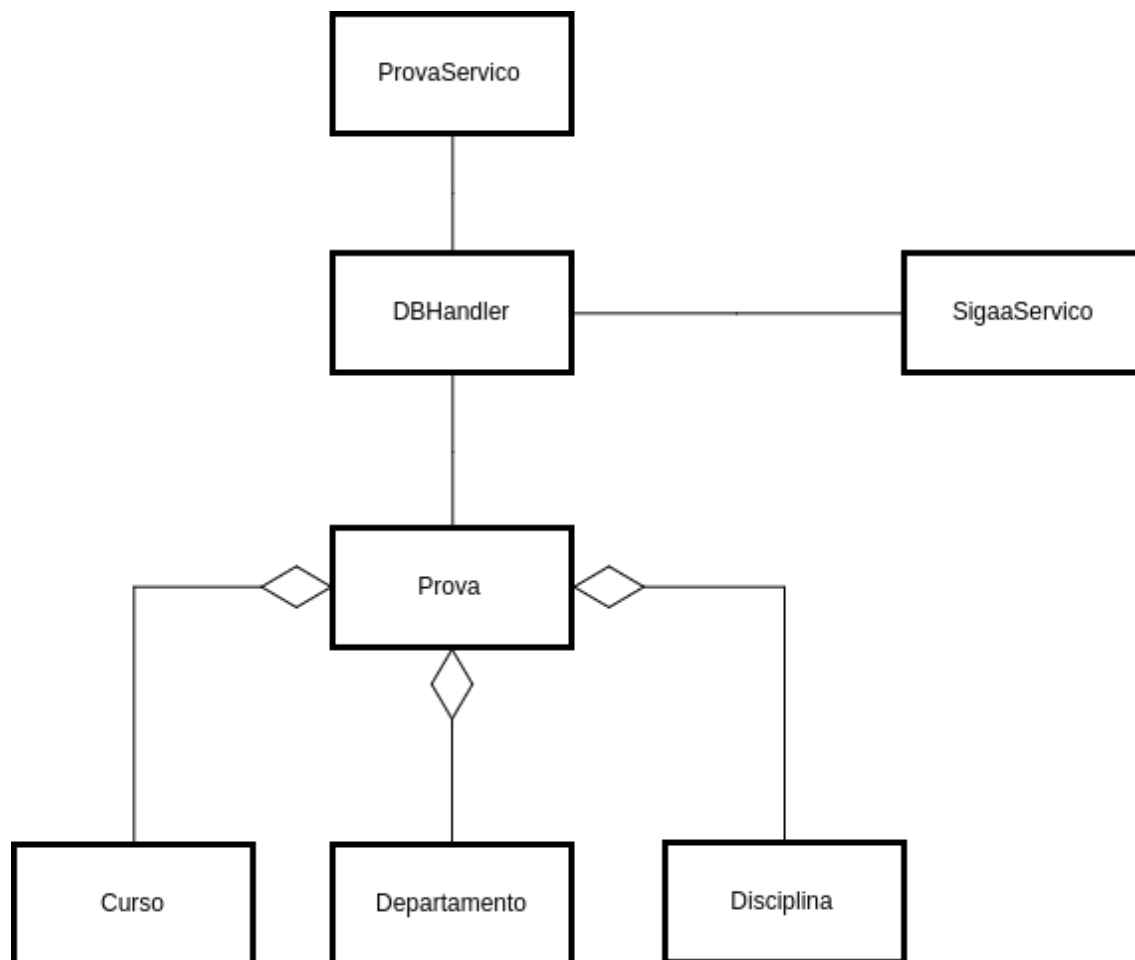 ProvaServico
DBHandler
SigaaServico
Prova
Curso
Departamento
Disciplina